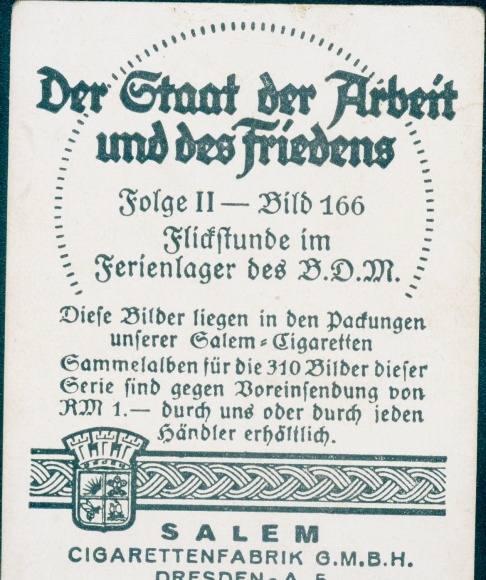 Der Staat der Arbeit
und des Friedens
Folge II — Bild 166
Flickstunde im
Ferienlager des B.D.M.
Diese Bilder liegen in den Packungen
unserer Salem-Cigaretten
Sammelalben für die 310 Bilder dieser
Serie sind gegen Voreinsendung von
RM 1.— durch uns oder durch jeden
Händler erhältlich.
SALEM
CIGARETTENFABRIK G.M.B.H.
DRESDEN-A. 5